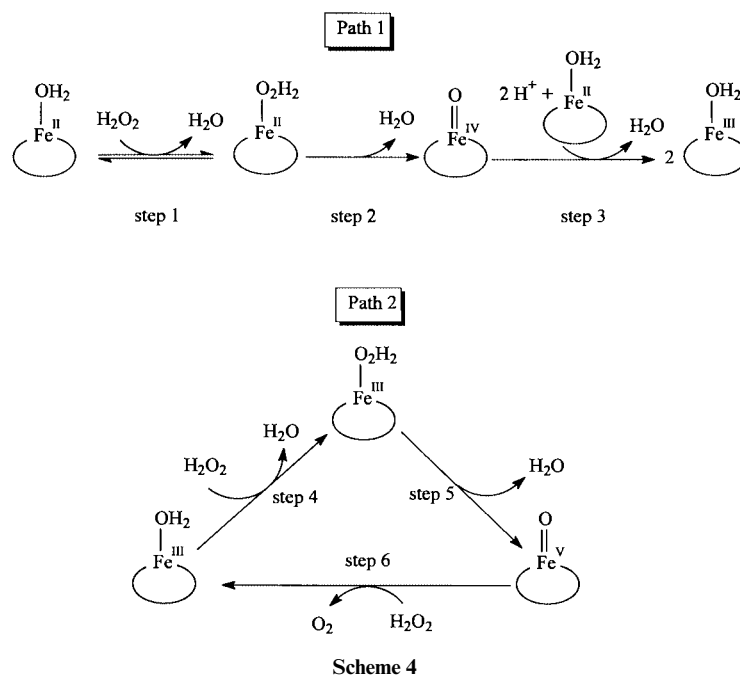 Path 1
OH₂
Fe II
H₂O₂
H₂O
step 1
O₂H₂
Fe II
H₂O
step 2
O
Fe IV
2 H⁺ +
OH₂
Fe II
H₂O
step 3
2
OH₂
Fe III
Path 2
O₂H₂
Fe III
H₂O
H₂O₂
step 4
step 5
H₂O
OH₂
Fe III
O
Fe V
step 6
O₂
H₂O₂
Scheme 4